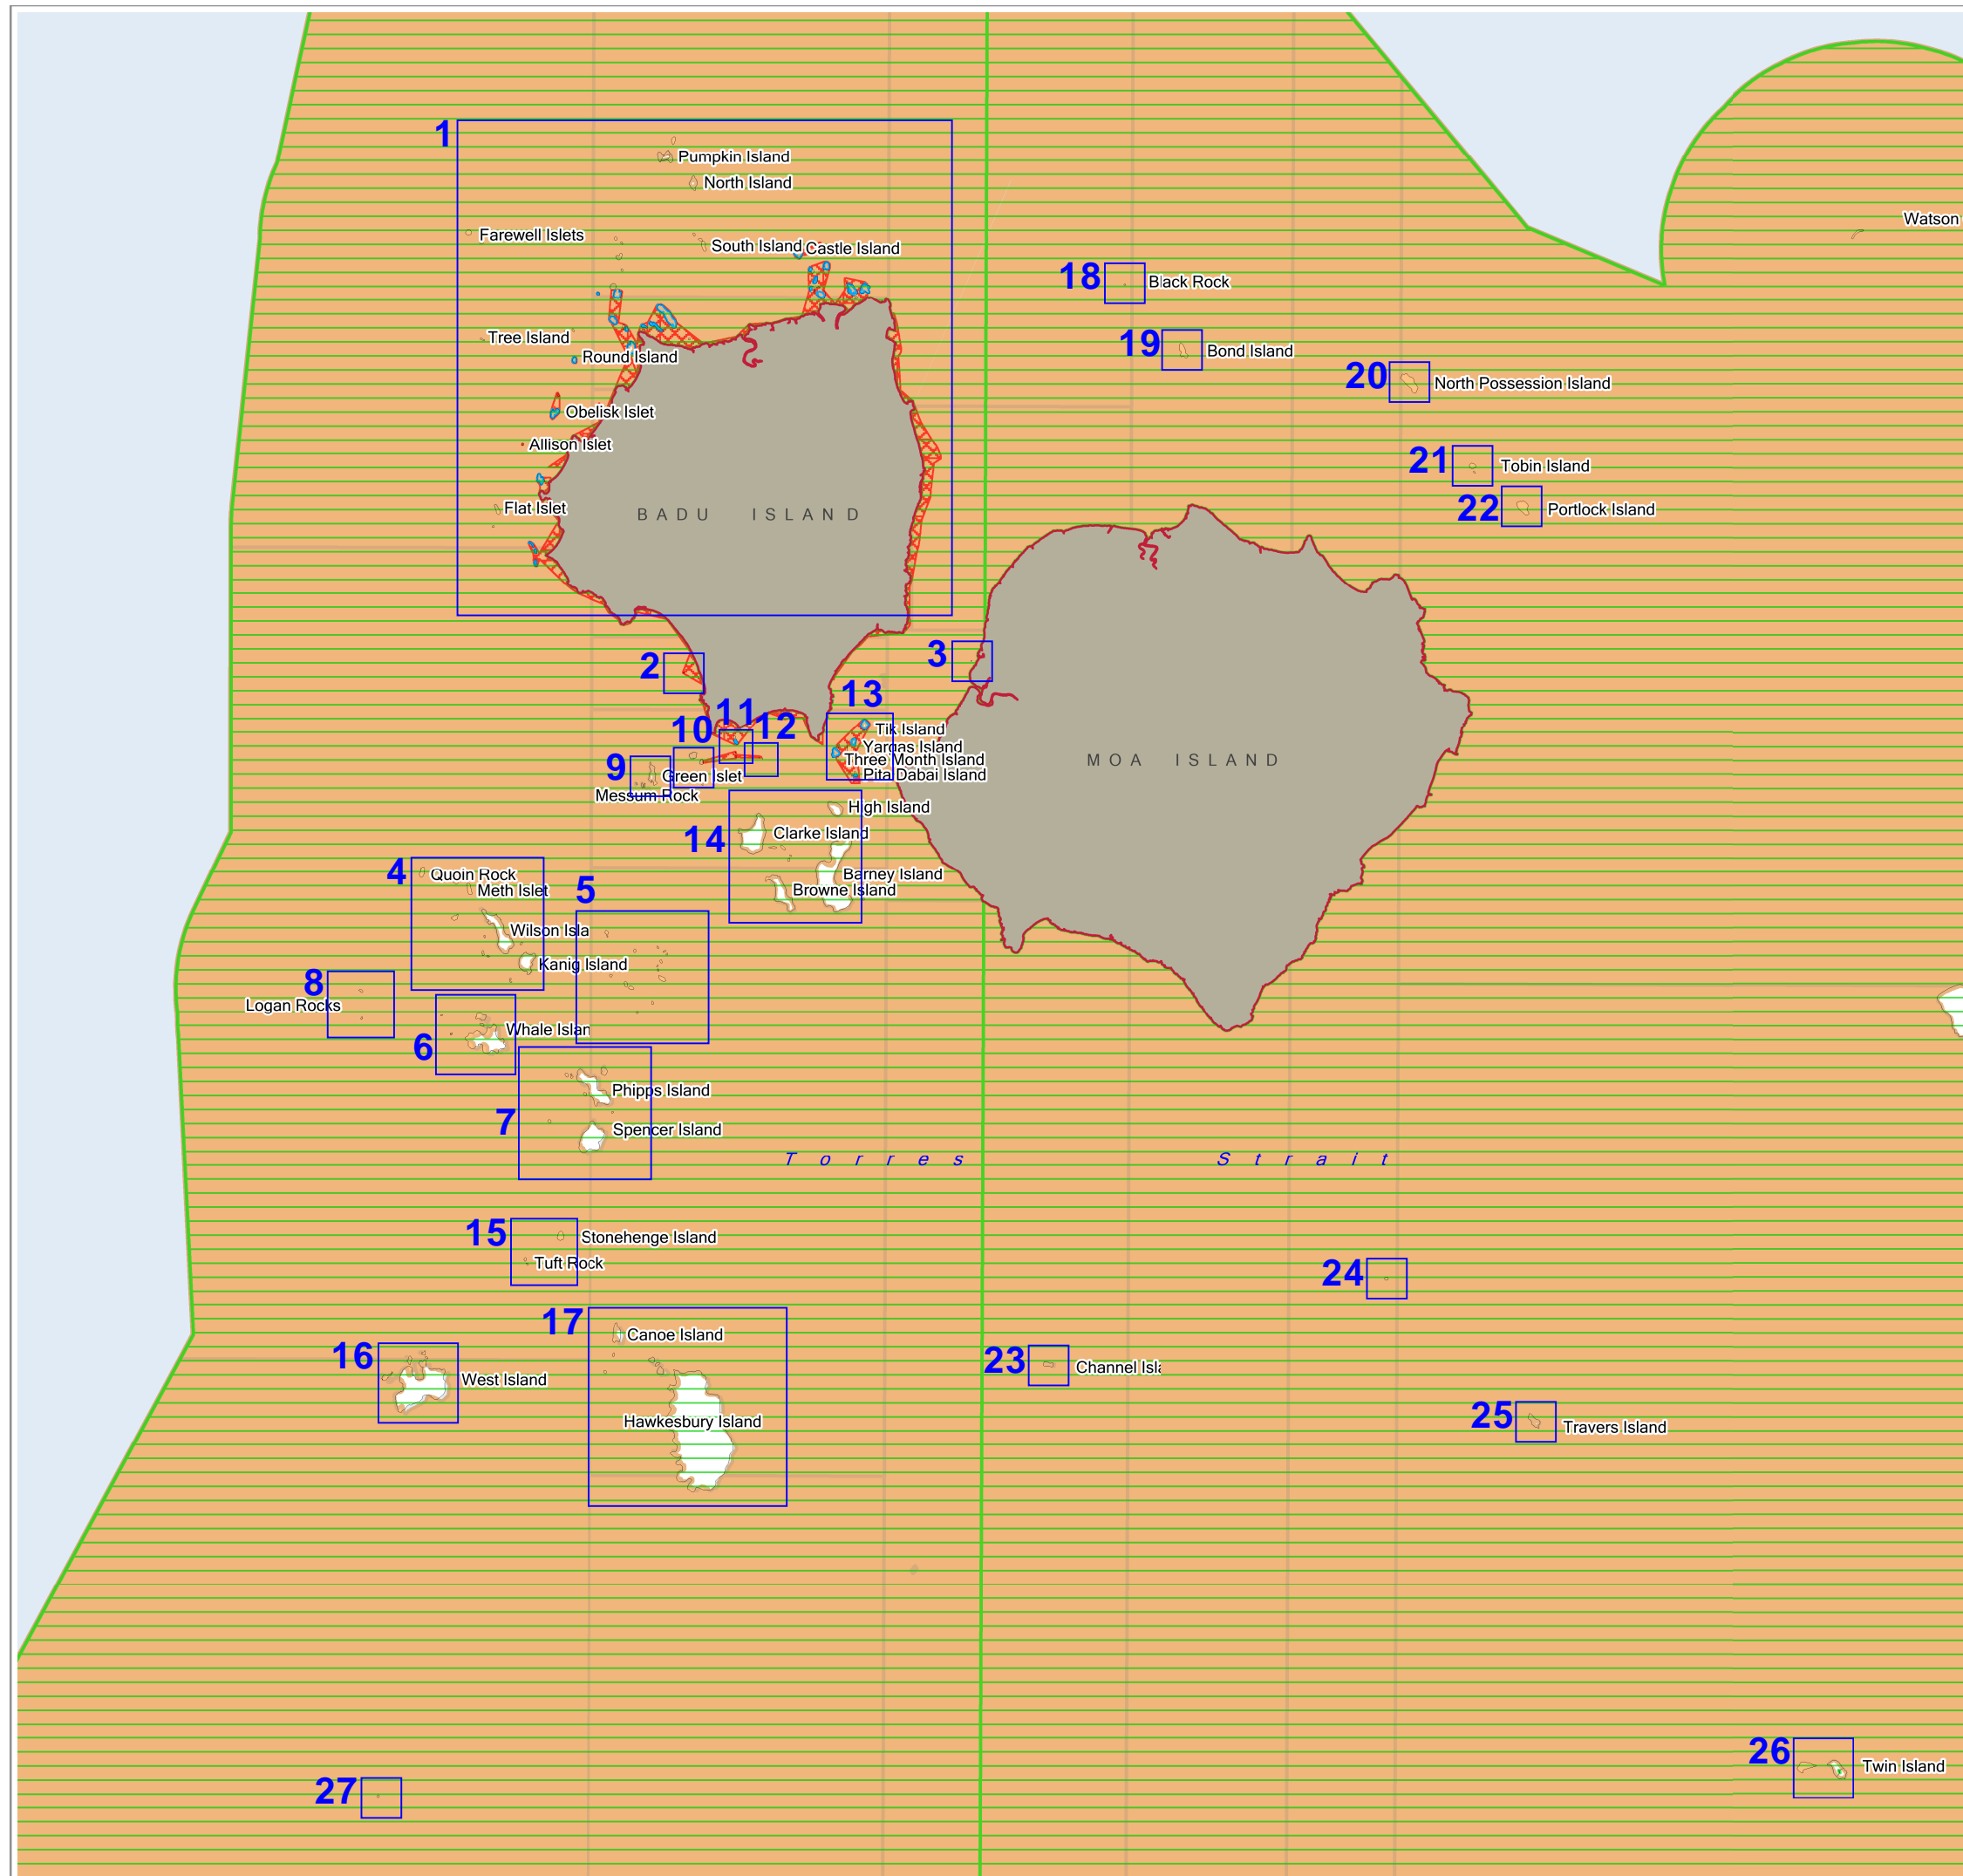 1
Pumpkin Island
North Island
Watson
Farewell Islets
South Island
Castle Island
18
Black Rock
Tree Island
Round Island
19
Bond Island
20
North Possession Island
Obelisk Islet
Allison Islet
21
Tobin Island
Flat Islet
BADU ISLAND
22
Portlock Island
2
3
13
10
11
12
Tik Island
Yargas Island
Three Month Island
Pita Dabai Island
MOA ISLAND
9
Green Islet
Messum Rock
High Island
14
Clarke Island
4
Quoin Rock
Meth Islet
5
Barney Island
Browne Island
Wilson Isla
Kanig Island
8
Logan Rocks
Whale Islan
6
Phipps Island
7
Spencer Island
Torres Strait
15
Stonehenge Island
Tuft Rock
24
17
Canoe Island
16
West Island
23
Channel Isla
Hawkesbury Island
25
Travers Island
26
Twin Island
27